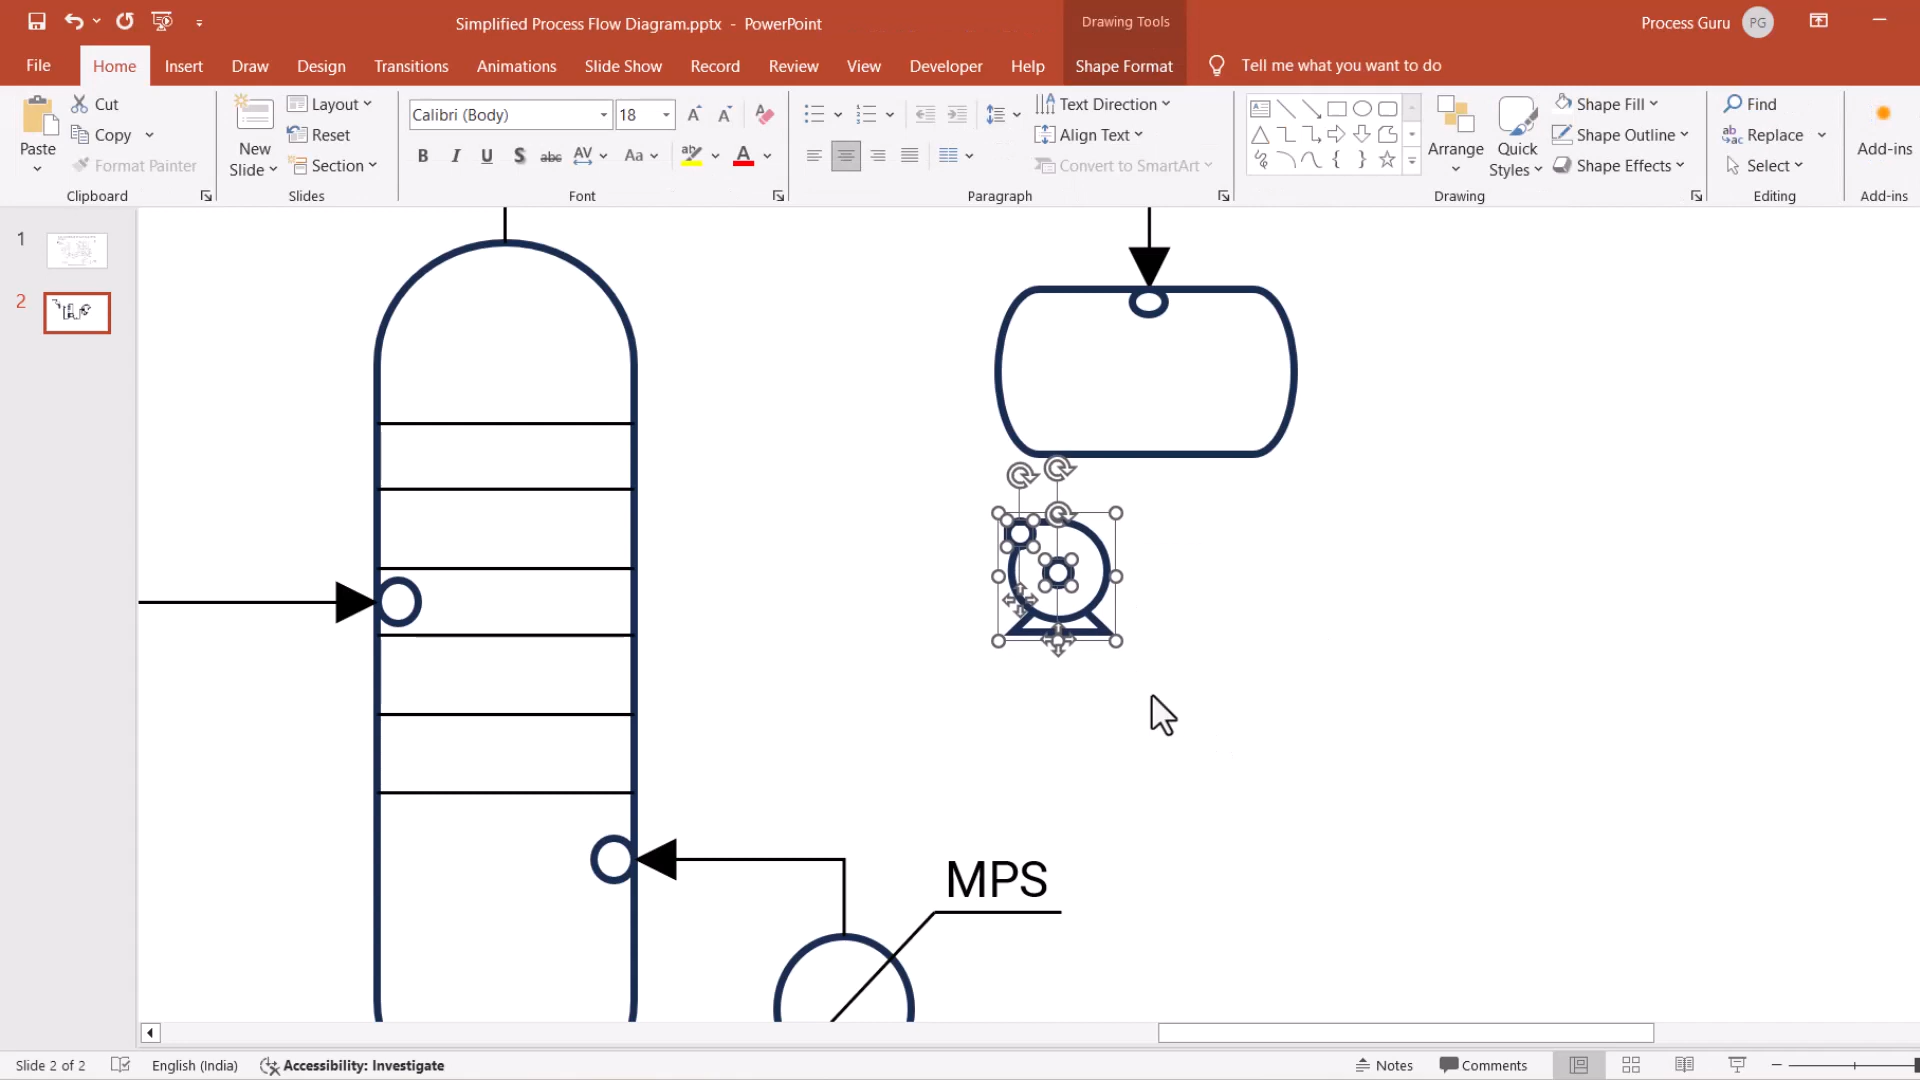 Simplified Process Flow Diagram.pptx - PowerPoint
Drawing Tools
Process Guru PG
File Home Insert Draw Design Transitions Animations Slide Show Record Review View Developer Help Shape Format Tell me what you want to do
Paste
Cut
Copy
Format Painter
Clipboard
New Slide
Layout
Reset
Section
Slides
Calibri (Body) 18
B I U S abc AV Aa A
Font
Text Direction
Align Text
Convert to SmartArt
Paragraph
Arrange
Quick Styles
Shape Fill
Shape Outline
Shape Effects
Drawing
Find
Replace
Select
Editing
Add-ins
Add-ins
1
2
MPS
Slide 2 of 2 English (India) Accessibility: Investigate Notes Comments